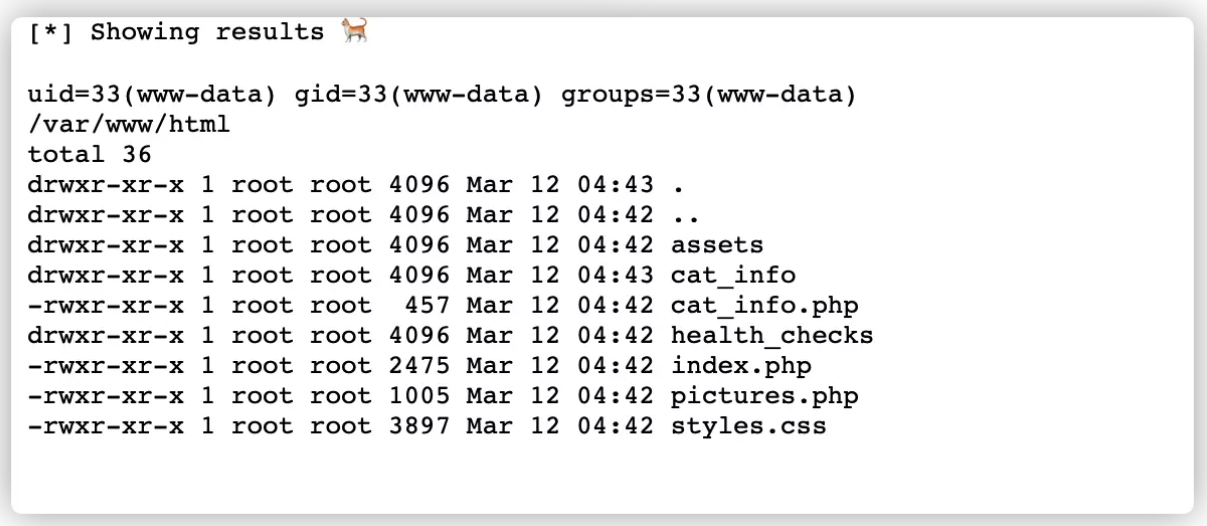 [*] Showing results 🐈
uid=33(www-data) gid=33(www-data) groups=33(www-data)
/var/www/html
total 36
drwxr-xr-x 1 root root 4096 Mar 12 04:43 .
drwxr-xr-x 1 root root 4096 Mar 12 04:42 ..
drwxr-xr-x 1 root root 4096 Mar 12 04:42 assets
drwxr-xr-x 1 root root 4096 Mar 12 04:43 cat_info
-rwxr-xr-x 1 root root  457 Mar 12 04:42 cat_info.php
drwxr-xr-x 1 root root 4096 Mar 12 04:42 health_checks
-rwxr-xr-x 1 root root 2475 Mar 12 04:42 index.php
-rwxr-xr-x 1 root root 1005 Mar 12 04:42 pictures.php
-rwxr-xr-x 1 root root 3897 Mar 12 04:42 styles.css